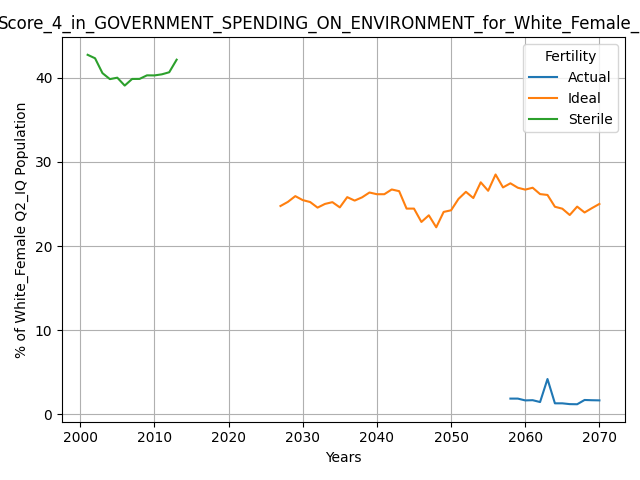 Score_4_in_GOVERNMENT_SPENDING_ON_ENVIRONMENT_for_White_Female_
Fertility
Actual
Ideal
Sterile
% of White_Female Q2_IQ Population
40
30
20
10
0
2000 2010 2020 2030 2040 2050 2060 2070
Years